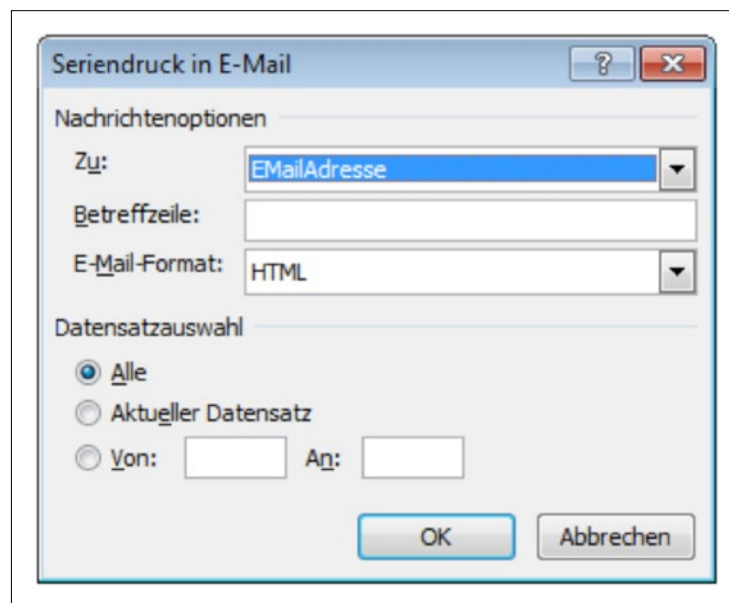 Seriendruck in E-Mail
Nachrichtenoptionen
Zu: EMailAdresse
Betreffzeile:
E-Mail-Format: HTML
Datensatzauswahl
Alle
Aktueller Datensatz
Von: An:
OK Abbrechen